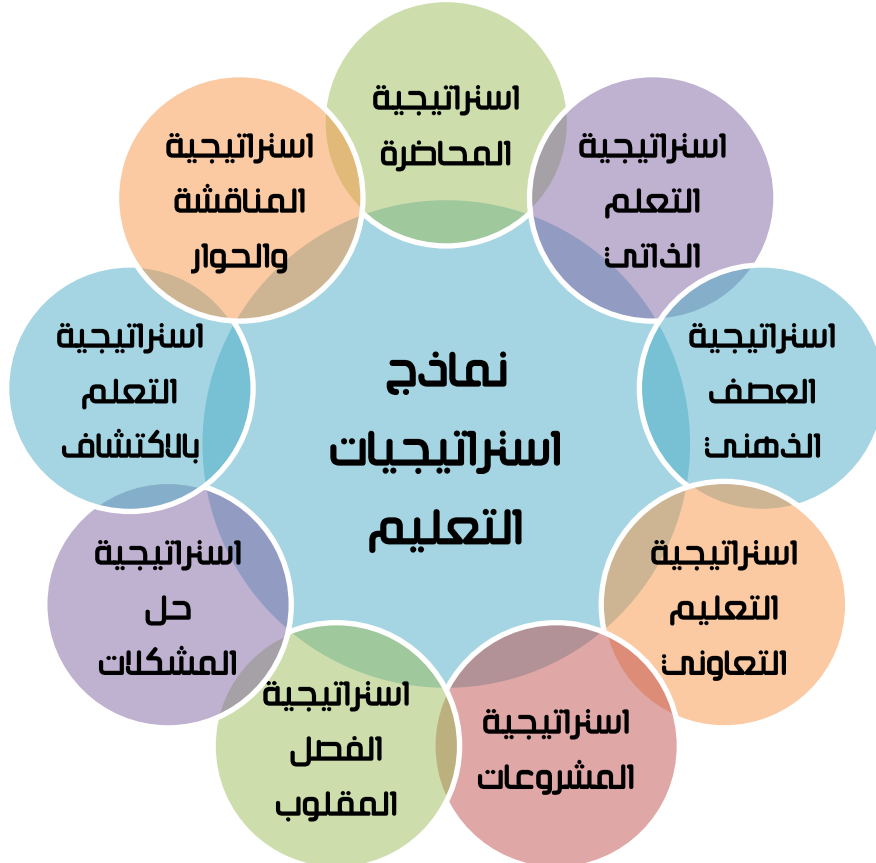 نماذج
استراتيجيات
التعليم
استراتيجية
المحاضرة
استراتيجية
التعلم
الذاتي
استراتيجية
العصف
الذهني
استراتيجية
التعليم
التعاوني
استراتيجية
المشروعات
استراتيجية
الفصل
المقلوب
استراتيجية
حل
المشكلات
استراتيجية
التعلم
بالاكتشاف
استراتيجية
المناقشة
والحوار